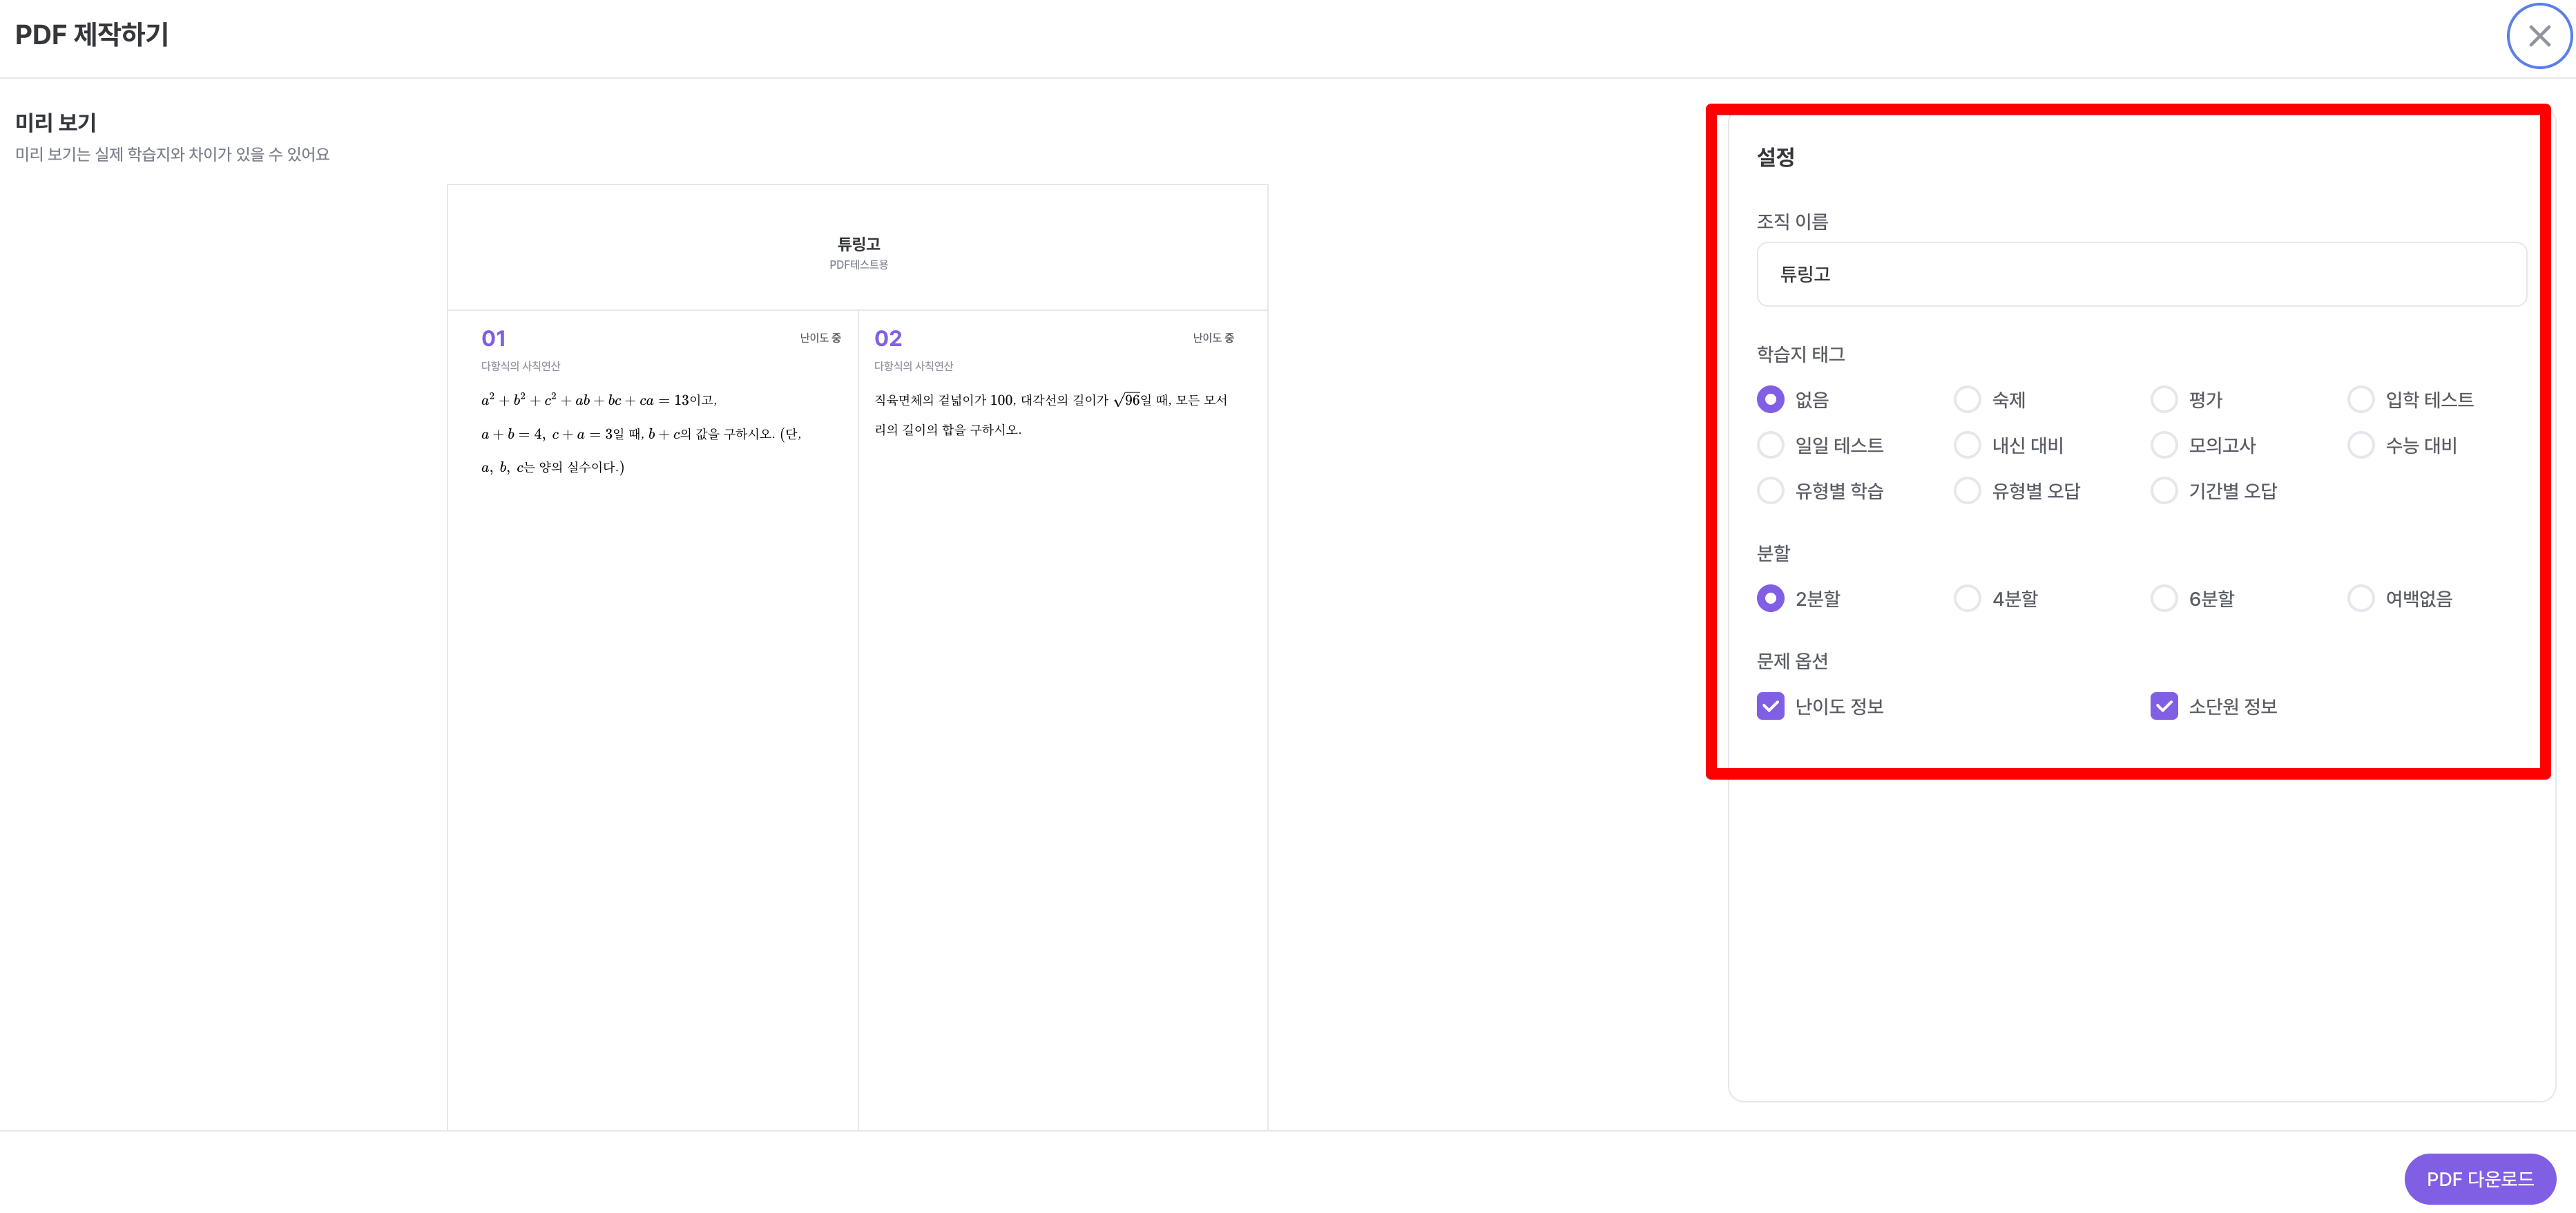 PDF 제작하기
미리 보기
미리 보기는 실제 학습지와 차이가 있을 수 있어요
튜링고
PDF테스트용
01
난이도 중
다항식의 사칙연산
a² + b² + c² + ab + bc + ca = 13이고,
a + b = 4, c + a = 3일 때, b + c의 값을 구하시오. (단,
a, b, c는 양의 실수이다.)
02
난이도 중
다항식의 사칙연산
직육면체의 겉넓이가 100, 대각선의 길이가 √96일 때, 모든 모서
리의 길이의 합을 구하시오.
설정
조직 이름
튜링고
학습지 태그
없음 숙제 평가 입학 테스트
일일 테스트 내신 대비 모의고사 수능 대비
유형별 학습 유형별 오답 기간별 오답
분할
2분할 4분할 6분할 여백없음
문제 옵션
난이도 정보 소단원 정보
PDF 다운로드